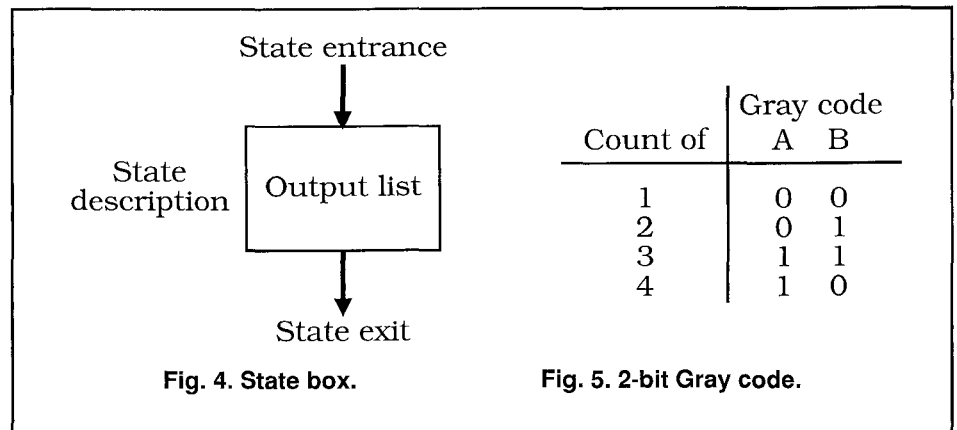 State entrance
State
description
Output list
State exit
Fig. 4. State box.
Gray code
Count of A B
1 0 0
2 0 1
3 1 1
4 1 0
Fig. 5. 2-bit Gray code.